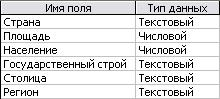 Имя поля Тип данных
Страна Текстовый
Площадь Числовой
Население Числовой
Государственный строй Текстовый
Столица Текстовый
Регион Текстовый